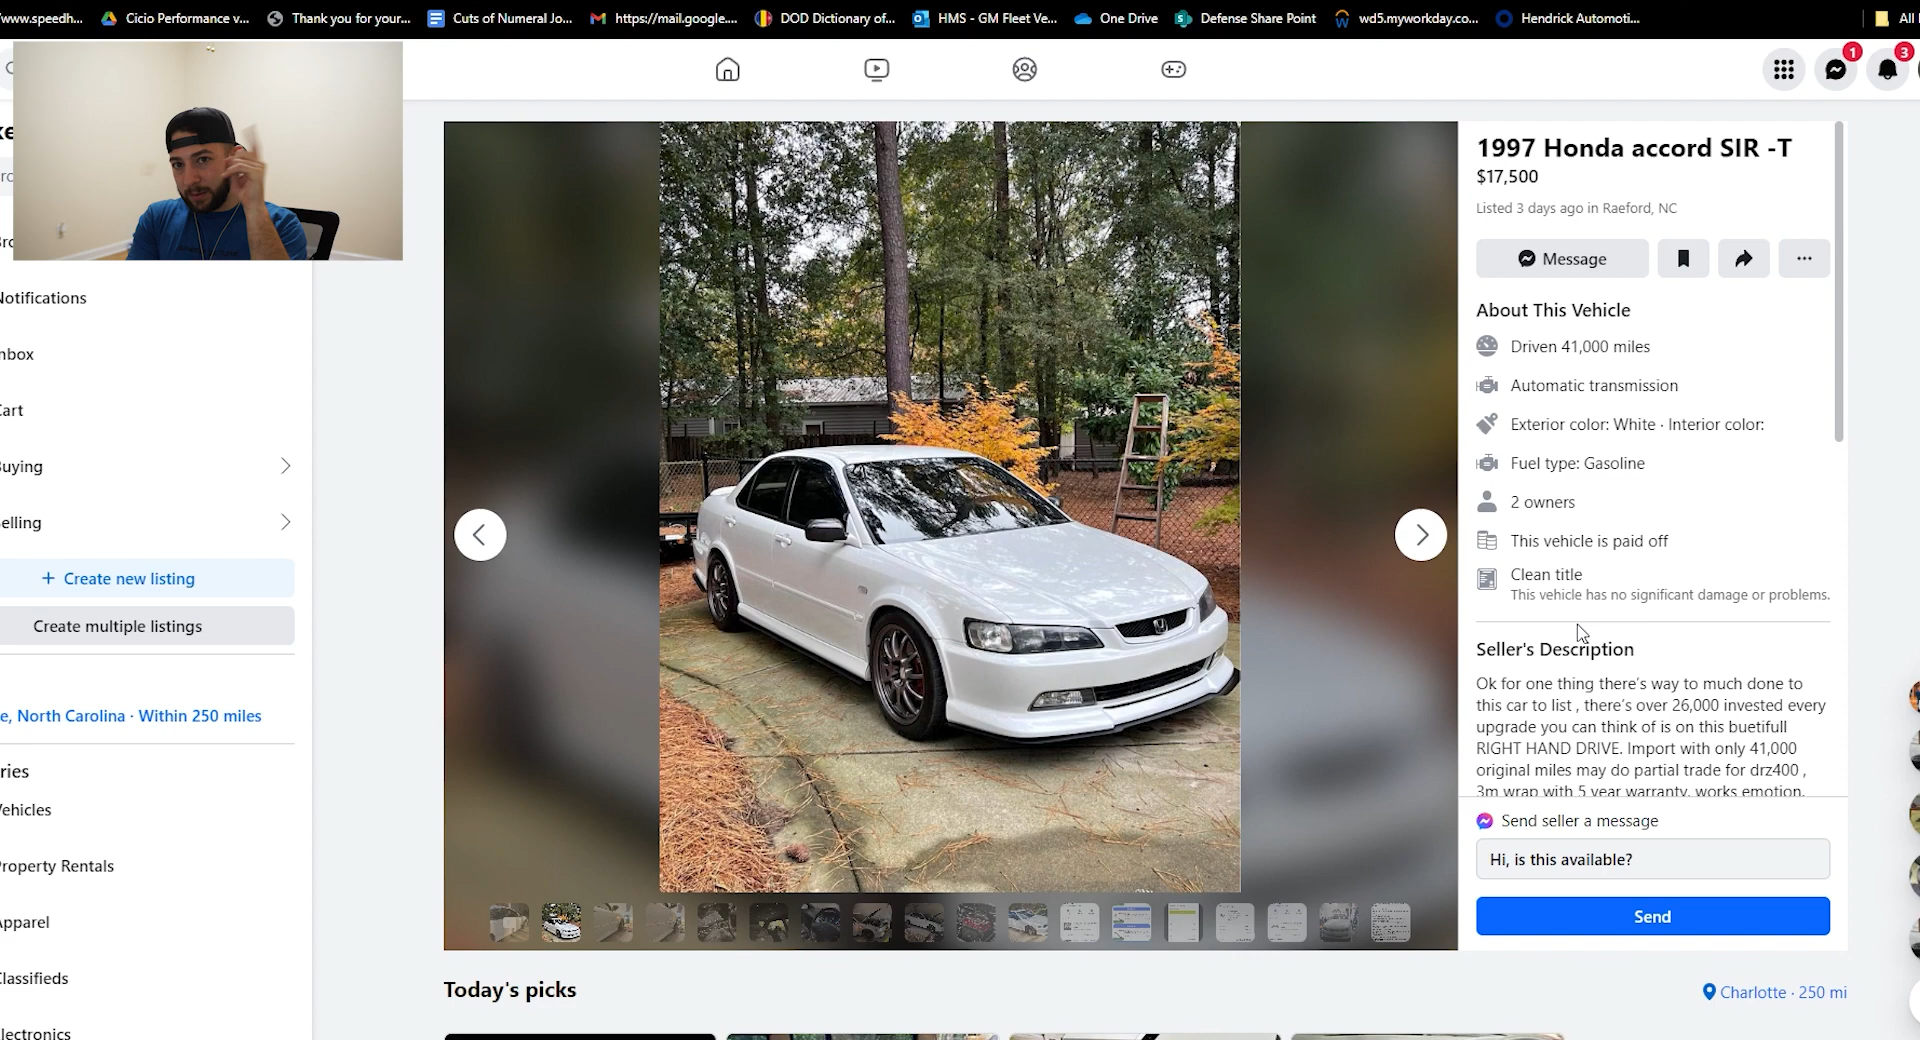 www.speedh...
Cicio Performance v...
Thank you for your...
Cuts of Numeral Jo...
https://mail.google....
DOD Dictionary of...
HMS - GM Fleet Ve...
One Drive
Defense Share Point
wd5.myworkday.co...
Hendrick Automoti...
All
1
3
Notifications
nbox
Cart
Buying
Selling
+ Create new listing
Create multiple listings
e, North Carolina · Within 250 miles
ries
Vehicles
Property Rentals
Apparel
Classifieds
lectronics
1997 Honda accord SIR -T
$17,500
Listed 3 days ago in Raeford, NC
Message
About This Vehicle
Driven 41,000 miles
Automatic transmission
Exterior color: White · Interior color:
Fuel type: Gasoline
2 owners
This vehicle is paid off
Clean title
This vehicle has no significant damage or problems.
Seller's Description
Ok for one thing there's way to much done to
this car to list , there's over 26,000 invested every
upgrade you can think of is on this buetifull
RIGHT HAND DRIVE. Import with only 41,000
original miles may do partial trade for drz400 ,
3m wrap with 5 year warranty, works emotion,
Send seller a message
Hi, is this available?
Send
Today's picks
Charlotte · 250 mi